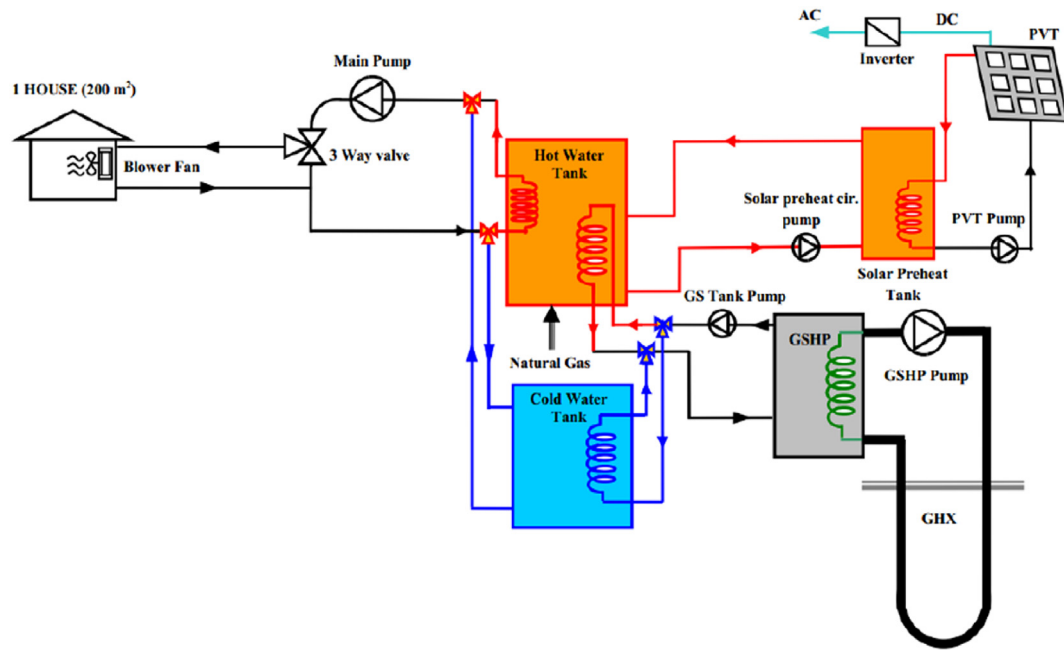 AC
DC
PVT
Inverter
Main Pump
1 HOUSE (200 m²)
Blower Fan
3 Way valve
Hot Water
Tank
Solar preheat cir.
pump
PVT Pump
Solar Preheat
Tank
GS Tank Pump
GSHP
GSHP Pump
Natural Gas
Cold Water
Tank
GHX